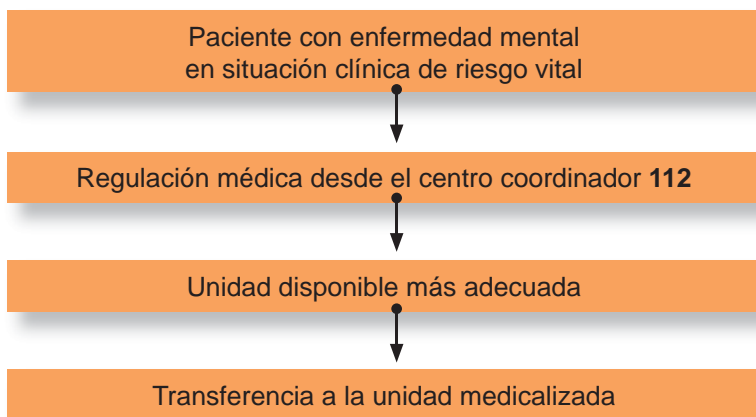 Paciente con enfermedad mental
en situación clínica de riesgo vital
Regulación médica desde el centro coordinador 112
Unidad disponible más adecuada
Transferencia a la unidad medicalizada